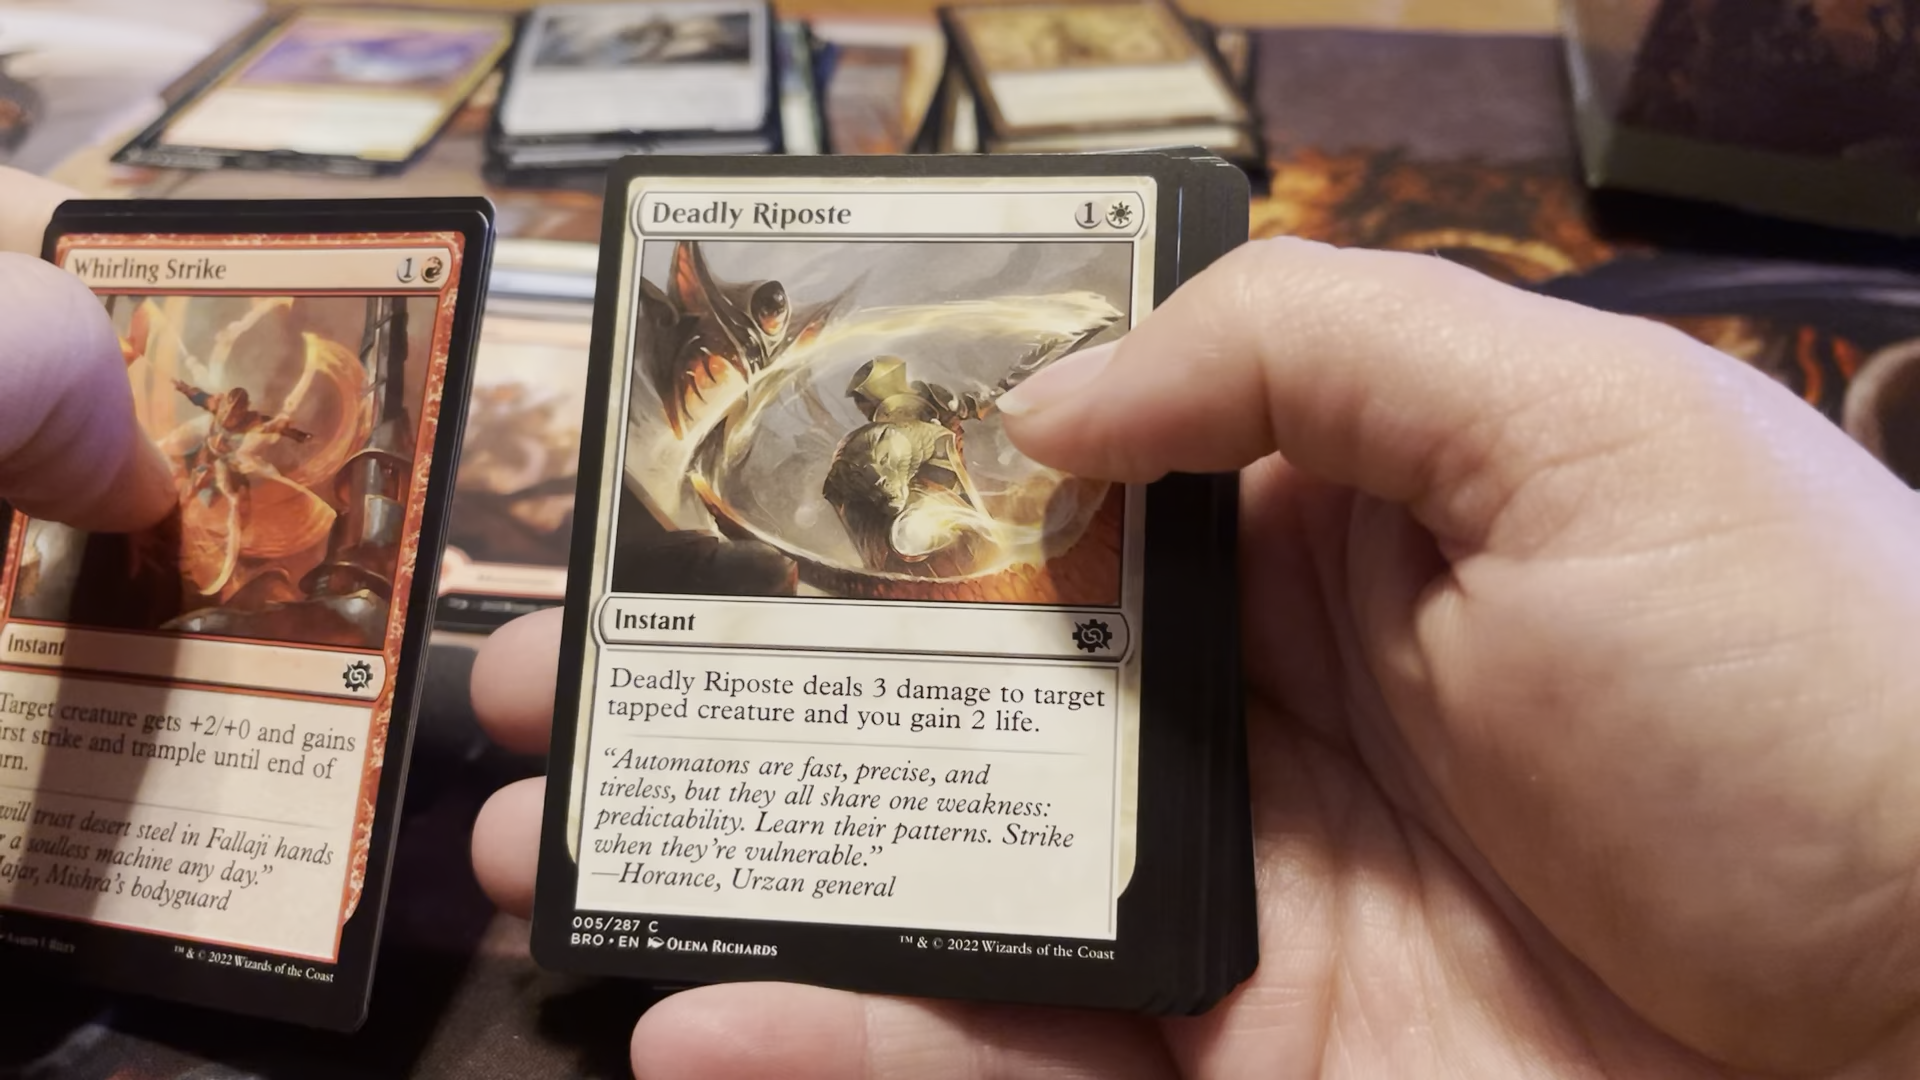 Whirling Strike
1
Instant
Target creature gets +2/+0 and gains
strike and trample until end of
will trust desert steel in Fallaji hands
a soulless machine any day.”
Mishra's bodyguard
™ & © 2022 Wizards of the Coast
Deadly Riposte
1
Instant
Deadly Riposte deals 3 damage to target
tapped creature and you gain 2 life.
“Automatons are fast, precise, and
tireless, but they all share one weakness:
predictability. Learn their patterns. Strike
when they're vulnerable.”
—Horance, Urzan general
005/287 C
BRO • EN OLENA RICHARDS
™ & © 2022 Wizards of the Coast